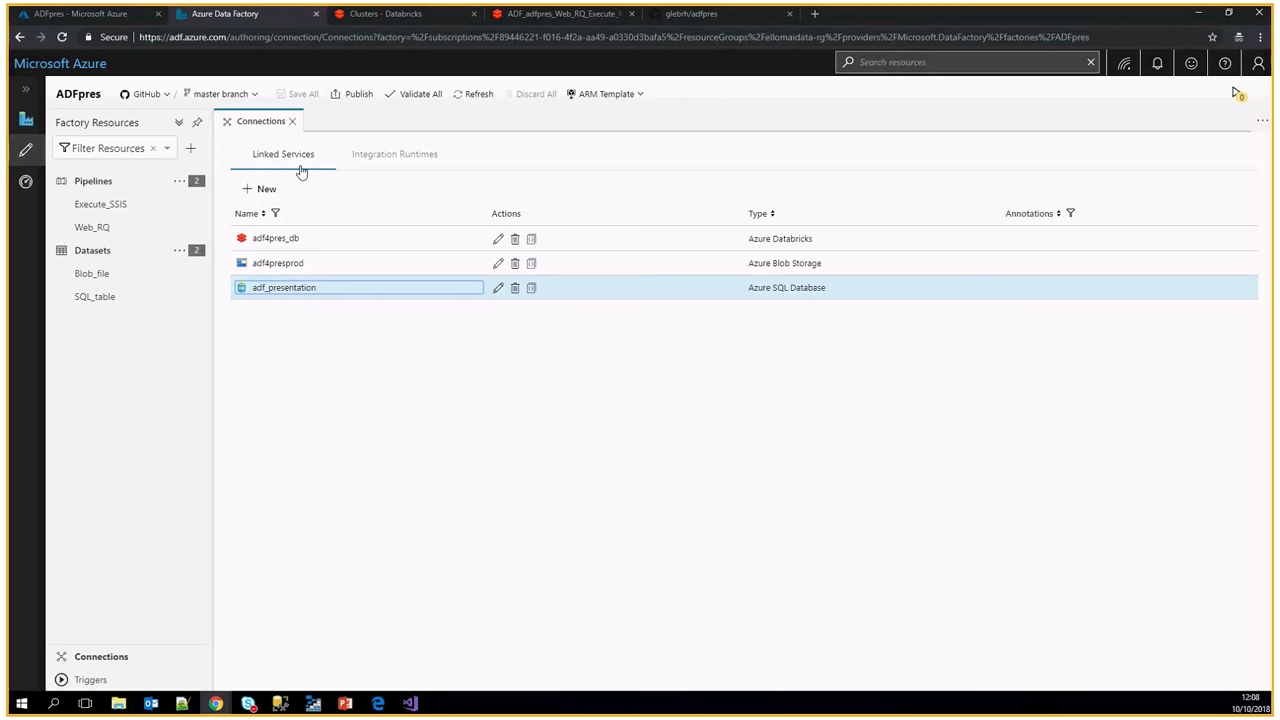 ADFpres - Microsoft Azure
Azure Data Factory
Clusters - Databricks
ADF_adfpres_Web_RQ_Execute_
glebrh/adfpres
Secure
https://adf.azure.com/authoring/connection/Connections?factory=%2Fsubscriptions%2F89446221-f016-4f2a-aa49-a0330d3bafa5%2FresourceGroups%2Fellomaidata-rg%2Fproviders%2FMicrosoft.DataFactory%2Ffactories%2FADFpres
Microsoft Azure
Search resources
ADFpres
GitHub
/
master branch
Save All
Publish
Validate All
Refresh
Discard All
ARM Template
0
Factory Resources
Connections
Filter Resources
Linked Services
Integration Runtimes
Pipelines
2
New
Execute_SSIS
Name
Actions
Type
Annotations
Web_RQ
adf4pres_db
Azure Databricks
Datasets
2
adf4presprod
Azure Blob Storage
Blob_file
adf_presentation
Azure SQL Database
SQL_table
Connections
Triggers
12:08
10/10/2018